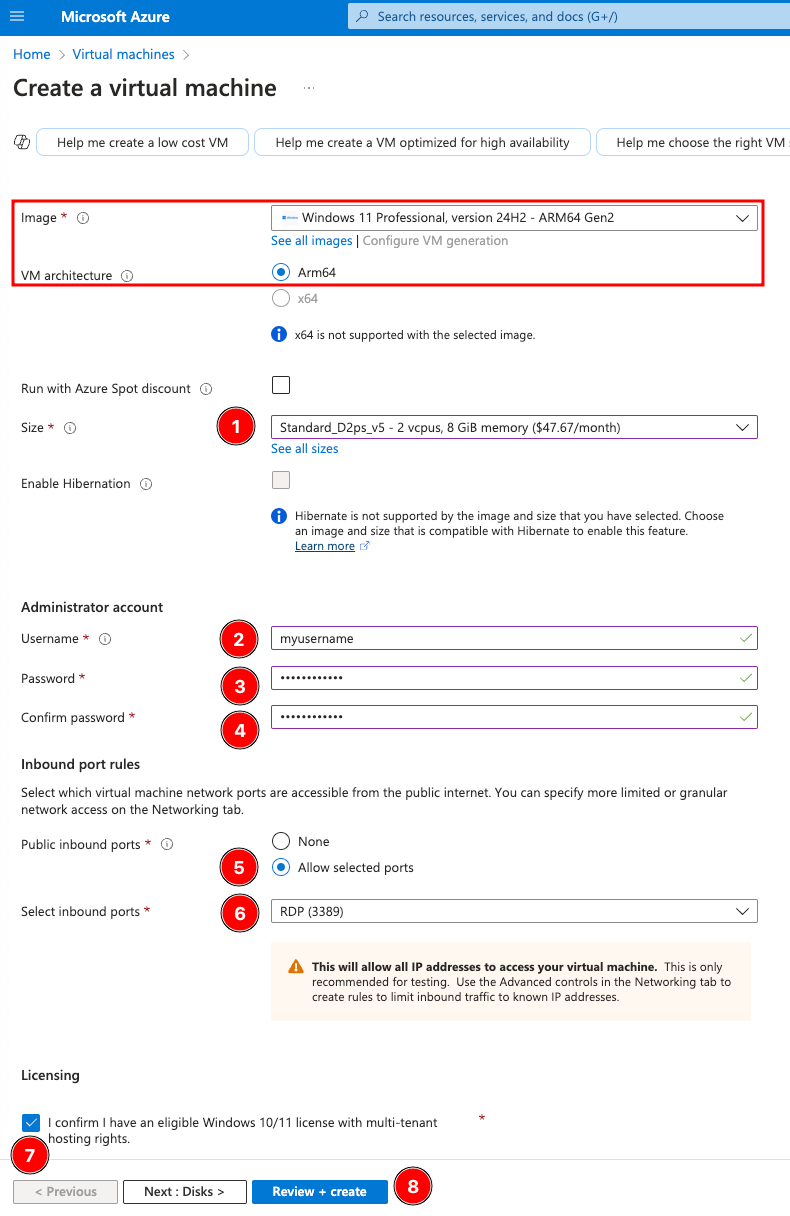 Microsoft Azure
Search resources, services, and docs (G+/)
Home > Virtual machines >
Create a virtual machine ...
Help me create a low cost VM
Help me create a VM optimized for high availability
Help me choose the right VM
Image *
Windows 11 Professional, version 24H2 - ARM64 Gen2
See all images | Configure VM generation
VM architecture
Arm64
x64
x64 is not supported with the selected image.
Run with Azure Spot discount
Size *
1
Standard_D2ps_v5 - 2 vcpus, 8 GiB memory ($47.67/month)
See all sizes
Enable Hibernation
Hibernate is not supported by the image and size that you have selected. Choose
an image and size that is compatible with Hibernate to enable this feature.
Learn more
Administrator account
Username *
2
myusername
Password *
3
••••••••••••
Confirm password *
4
••••••••••••
Inbound port rules
Select which virtual machine network ports are accessible from the public internet. You can specify more limited or granular
network access on the Networking tab.
Public inbound ports *
None
5
Allow selected ports
Select inbound ports *
6
RDP (3389)
This will allow all IP addresses to access your virtual machine. This is only
recommended for testing. Use the Advanced controls in the Networking tab to
create rules to limit inbound traffic to known IP addresses.
Licensing
I confirm I have an eligible Windows 10/11 license with multi-tenant *
hosting rights.
7
< Previous
Next : Disks >
Review + create
8